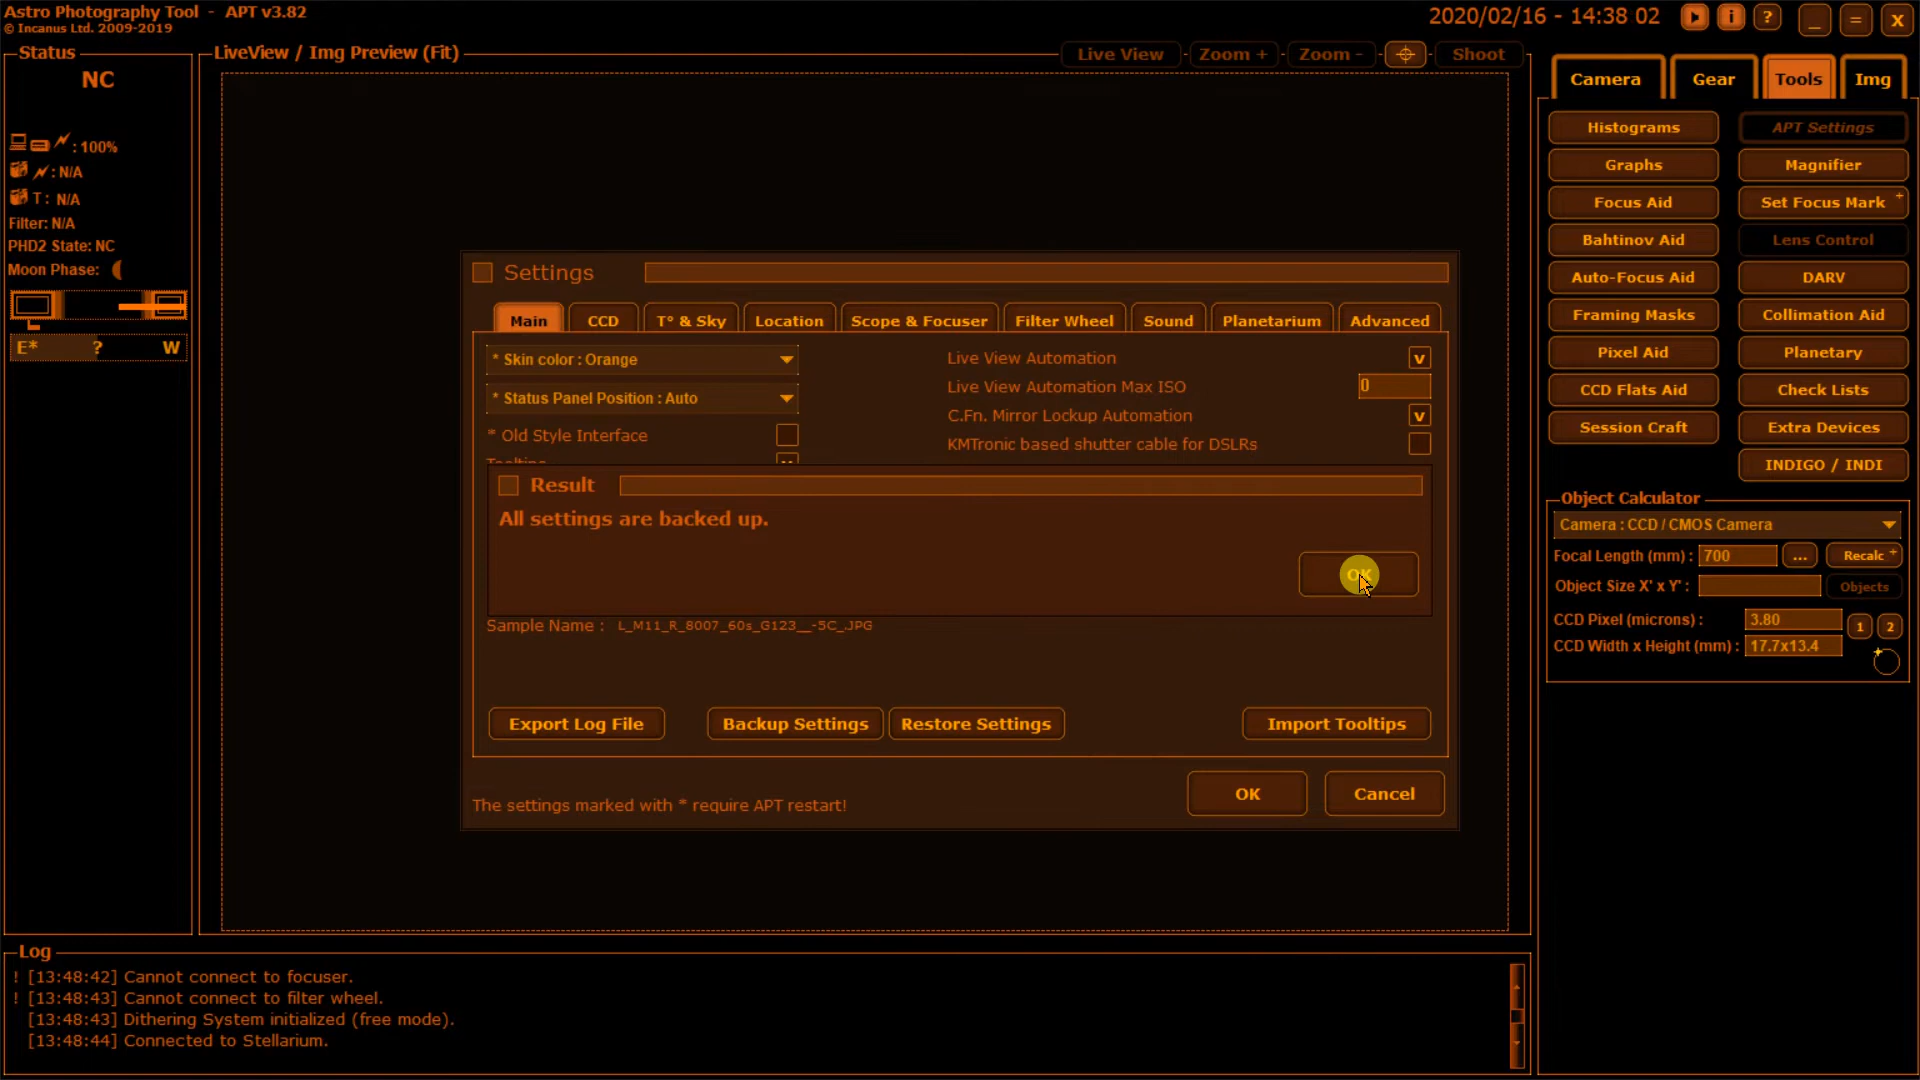 Astro Photography Tool - APT v3.82
© Incanus Ltd. 2009-2019
2020/02/16 - 14:38 02
i
?
_
=
X
Status
NC
: 100%
: N/A
T : N/A
Filter: N/A
PHD2 State: NC
Moon Phase:
E* ? W
LiveView / Img Preview (Fit)
Live View
Zoom +
Zoom -
Shoot
Camera
Gear
Tools
Img
Histograms
APT Settings
Graphs
Magnifier
Focus Aid
Set Focus Mark +
Bahtinov Aid
Lens Control
Auto-Focus Aid
DARV
Framing Masks
Collimation Aid
Pixel Aid
Planetary
CCD Flats Aid
Check Lists
Session Craft
Extra Devices
INDIGO / INDI
Object Calculator
Camera : CCD / CMOS Camera
Focal Length (mm) : 700 ... Recalc +
Object Size X' x Y' : Objects
CCD Pixel (microns) : 3.80
CCD Width x Height (mm) : 17.7x13.4
1 2
Settings
Main
CCD
T° & Sky
Location
Scope & Focuser
Filter Wheel
Sound
Planetarium
Advanced
* Skin color : Orange
* Status Panel Position : Auto
* Old Style Interface
Live View Automation v
Live View Automation Max ISO 0
C.Fn. Mirror Lockup Automation v
KMTronic based shutter cable for DSLRs
Result
All settings are backed up.
OK
Sample Name : L_M11_R_8007_60s_G123__-5C_.JPG
Export Log File
Backup Settings
Restore Settings
Import Tooltips
The settings marked with * require APT restart!
OK
Cancel
Log
! [13:48:42] Cannot connect to focuser.
! [13:48:43] Cannot connect to filter wheel.
[13:48:43] Dithering System initialized (free mode).
[13:48:44] Connected to Stellarium.